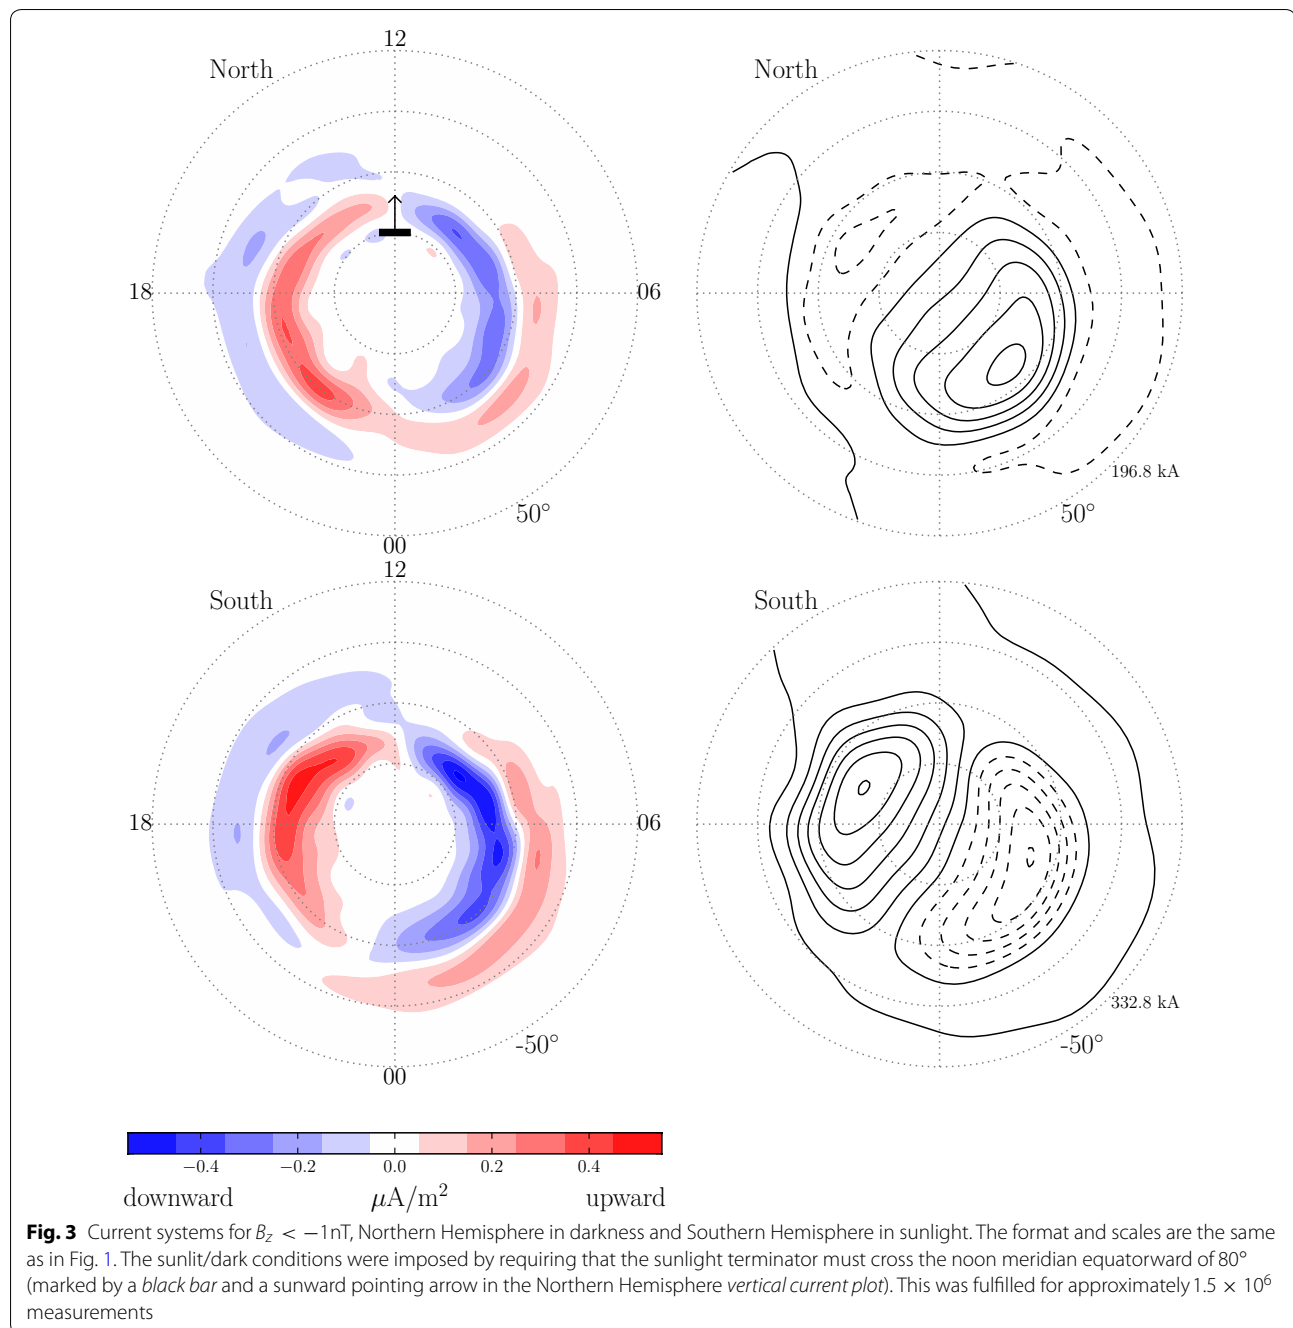 12
North
North
18
06
196.8 kA
50°
50°
00
12
South
South
18
06
332.8 kA
-50°
-50°
00
−0.4 −0.2 0.0 0.2 0.4
downward μA/m² upward
Fig. 3 Current systems for B_z < −1nT, Northern Hemisphere in darkness and Southern Hemisphere in sunlight. The format and scales are the same
as in Fig. 1. The sunlit/dark conditions were imposed by requiring that the sunlight terminator must cross the noon meridian equatorward of 80°
(marked by a black bar and a sunward pointing arrow in the Northern Hemisphere vertical current plot). This was fulfilled for approximately 1.5 × 10⁶
measurements